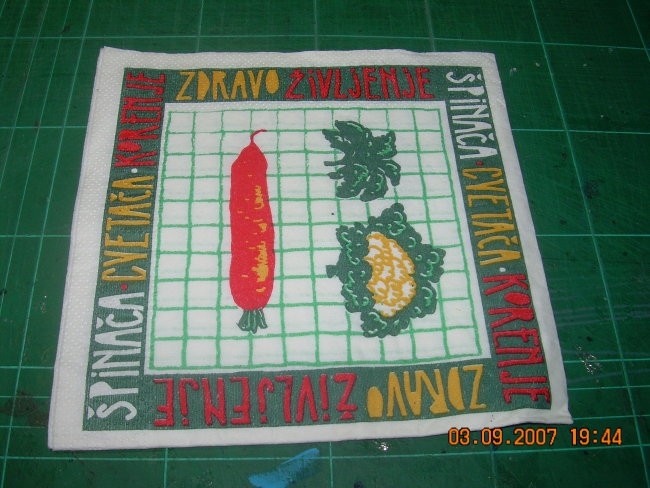 ZDRAVO ŽIVLJENJE
ŠPINAČA · CVETAČA · KORENJE
ZDRAVO ŽIVLJENJE
ŠPINAČA · CVETAČA · KORENJE
03.09.2007 19:44